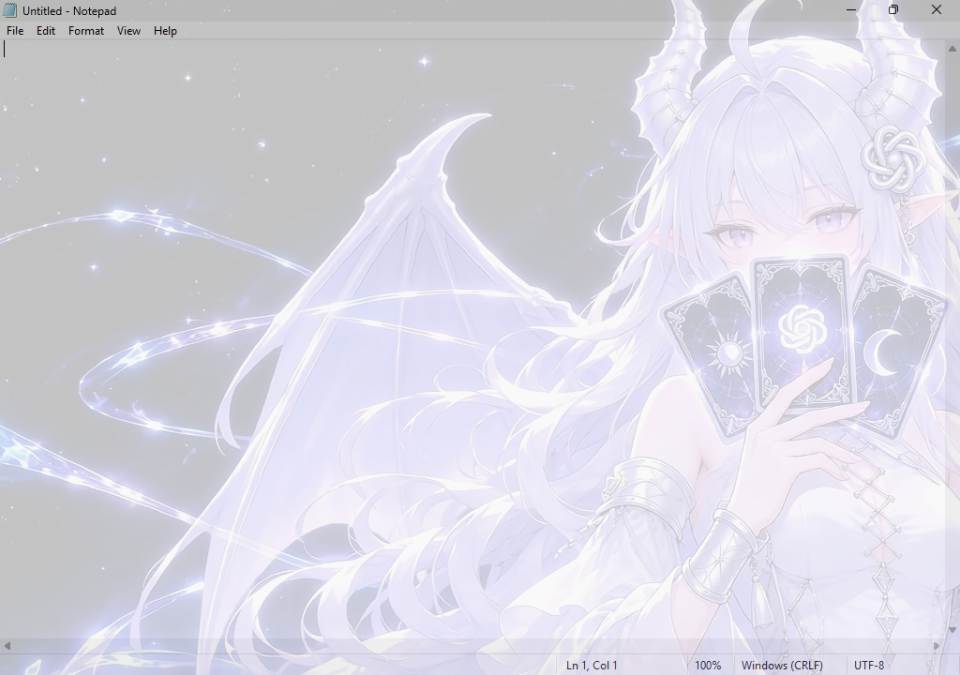 Untitled - Notepad
File Edit Format View Help
Ln 1, Col 1 100% Windows (CRLF) UTF-8